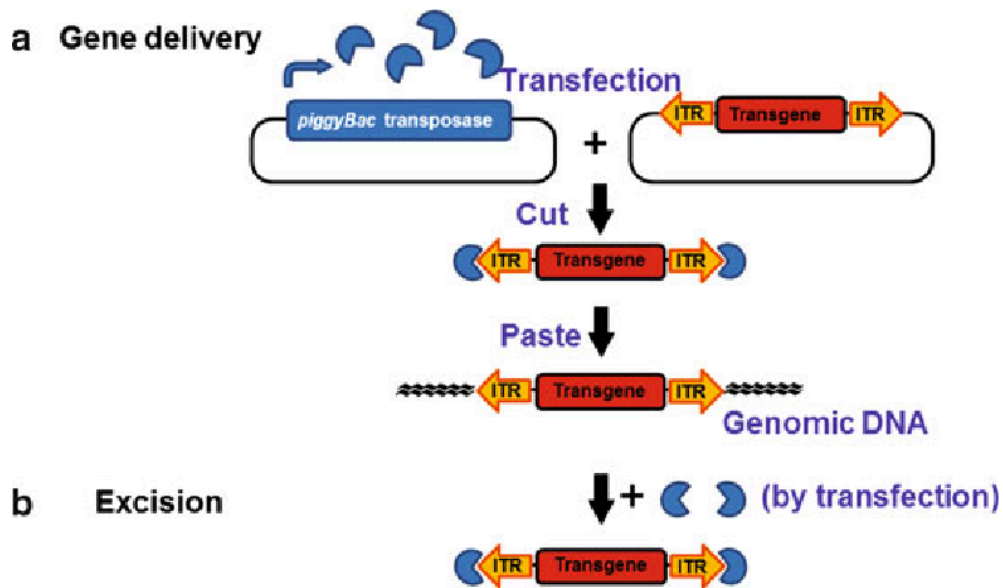 a Gene delivery
Transfection
piggyBac transposase
ITR Transgene ITR
+
Cut
ITR Transgene ITR
Paste
ITR Transgene ITR
Genomic DNA
b Excision
+ (by transfection)
ITR Transgene ITR